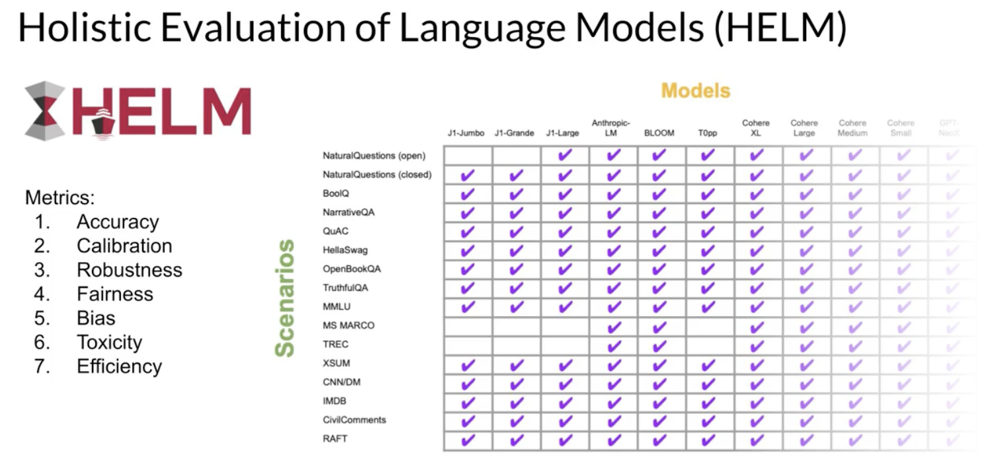 Holistic Evaluation of Language Models (HELM)
HELM
Models
J1-Jumbo J1-Grande J1-Large Anthropic-LM BLOOM T0pp Cohere XL Cohere Large Cohere Medium Cohere Small GPT-NeoX
Metrics:
1. Accuracy
2. Calibration
3. Robustness
4. Fairness
5. Bias
6. Toxicity
7. Efficiency
Scenarios
NaturalQuestions (open) ✔ ✔ ✔ ✔ ✔ ✔ ✔ ✔ ✔
NaturalQuestions (closed) ✔ ✔ ✔ ✔ ✔ ✔ ✔ ✔ ✔ ✔ ✔
BoolQ ✔ ✔ ✔ ✔ ✔ ✔ ✔ ✔ ✔ ✔ ✔
NarrativeQA ✔ ✔ ✔ ✔ ✔ ✔ ✔ ✔ ✔ ✔ ✔
QuAC ✔ ✔ ✔ ✔ ✔ ✔ ✔ ✔ ✔ ✔ ✔
HellaSwag ✔ ✔ ✔ ✔ ✔ ✔ ✔ ✔ ✔ ✔ ✔
OpenBookQA ✔ ✔ ✔ ✔ ✔ ✔ ✔ ✔ ✔ ✔ ✔
TruthfulQA ✔ ✔ ✔ ✔ ✔ ✔ ✔ ✔ ✔ ✔ ✔
MMLU ✔ ✔ ✔ ✔ ✔ ✔ ✔ ✔ ✔ ✔ ✔
MS MARCO ✔ ✔ ✔ ✔ ✔ ✔ ✔
TREC ✔ ✔ ✔ ✔ ✔ ✔ ✔
XSUM ✔ ✔ ✔ ✔ ✔ ✔ ✔ ✔ ✔ ✔ ✔
CNN/DM ✔ ✔ ✔ ✔ ✔ ✔ ✔ ✔ ✔ ✔ ✔
IMDB ✔ ✔ ✔ ✔ ✔ ✔ ✔ ✔ ✔ ✔ ✔
CivilComments ✔ ✔ ✔ ✔ ✔ ✔ ✔ ✔ ✔ ✔ ✔
RAFT ✔ ✔ ✔ ✔ ✔ ✔ ✔ ✔ ✔ ✔ ✔